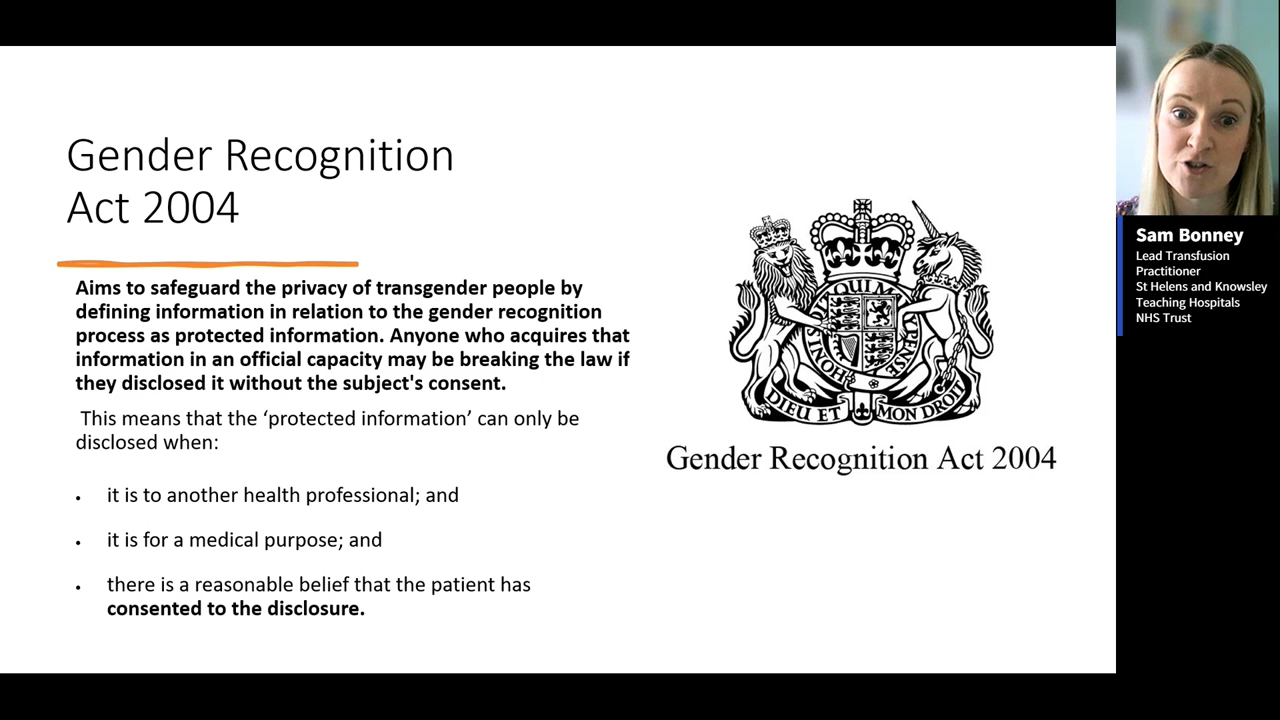 Gender Recognition
Act 2004
Aims to safeguard the privacy of transgender people by
defining information in relation to the gender recognition
process as protected information. Anyone who acquires that
information in an official capacity may be breaking the law if
they disclosed it without the subject's consent.
This means that the ‘protected information’ can only be
disclosed when:
• it is to another health professional; and
• it is for a medical purpose; and
• there is a reasonable belief that the patient has
consented to the disclosure.
DIEU ET MON DROIT
Gender Recognition Act 2004
Sam Bonney
Lead Transfusion
Practitioner
St Helens and Knowsley
Teaching Hospitals
NHS Trust